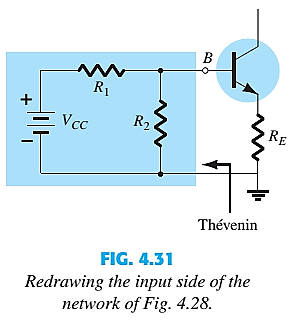 B
R1
+
VCC
R2
RE
−
Thévenin
FIG. 4.31
Redrawing the input side of the
network of Fig. 4.28.